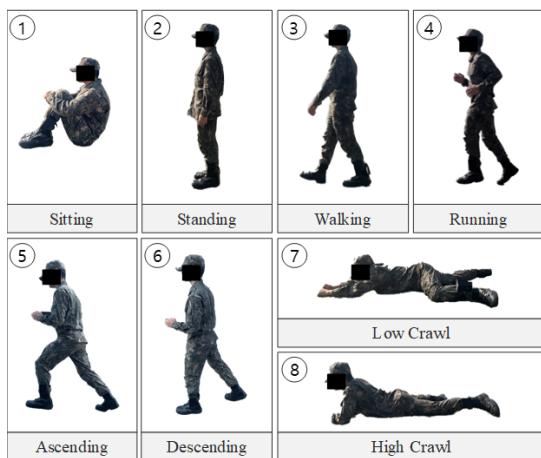 ① ② ③ ④
Sitting Standing Walking Running
⑤ ⑥ ⑦
Low Crawl
⑧
Ascending Descending High Crawl